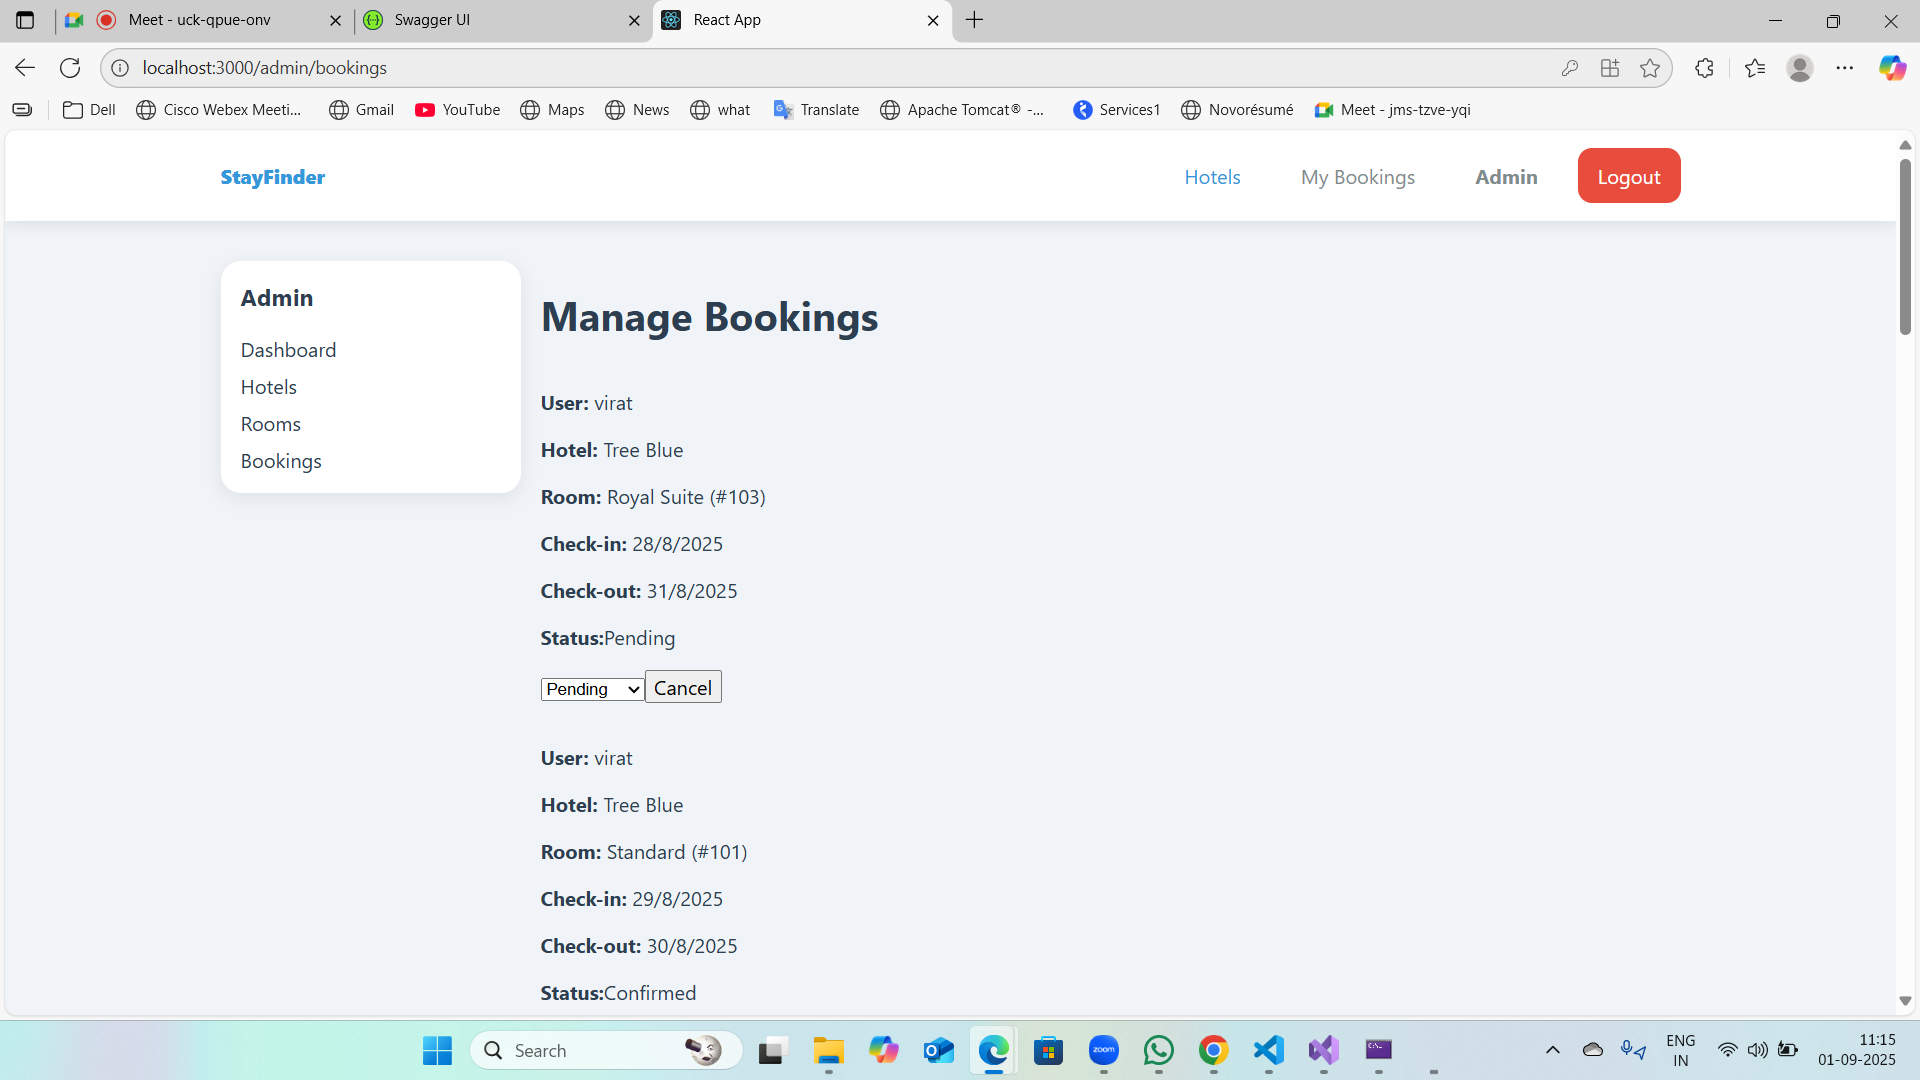 Meet - uck-qpue-onv
Swagger UI
React App
localhost:3000/admin/bookings
Dell
Cisco Webex Meeti...
Gmail
YouTube
Maps
News
what
Translate
Apache Tomcat® -...
Services1
Novorésumé
Meet - jms-tzve-yqi
StayFinder
Hotels
My Bookings
Admin
Logout
Admin
Dashboard
Hotels
Rooms
Bookings
Manage Bookings
User: virat
Hotel: Tree Blue
Room: Royal Suite (#103)
Check-in: 28/8/2025
Check-out: 31/8/2025
Status:Pending
Pending
Cancel
User: virat
Hotel: Tree Blue
Room: Standard (#101)
Check-in: 29/8/2025
Check-out: 30/8/2025
Status:Confirmed
Search
zoom
ENG
IN
11:15
01-09-2025